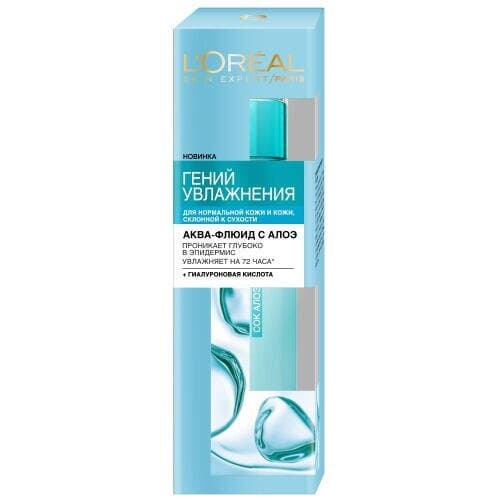 L'ORÉAL
SKIN EXPERT/PARIS
НОВИНКА
ГЕНИЙ
УВЛАЖНЕНИЯ
ДЛЯ НОРМАЛЬНОЙ КОЖИ И КОЖИ,
СКЛОННОЙ К СУХОСТИ
АКВА-ФЛЮИД С АЛОЭ
ПРОНИКАЕТ ГЛУБОКО
В ЭПИДЕРМИС
УВЛАЖНЯЕТ НА 72 ЧАСА*
+ ГИАЛУРОНОВАЯ КИСЛОТА
СОК АЛОЭ